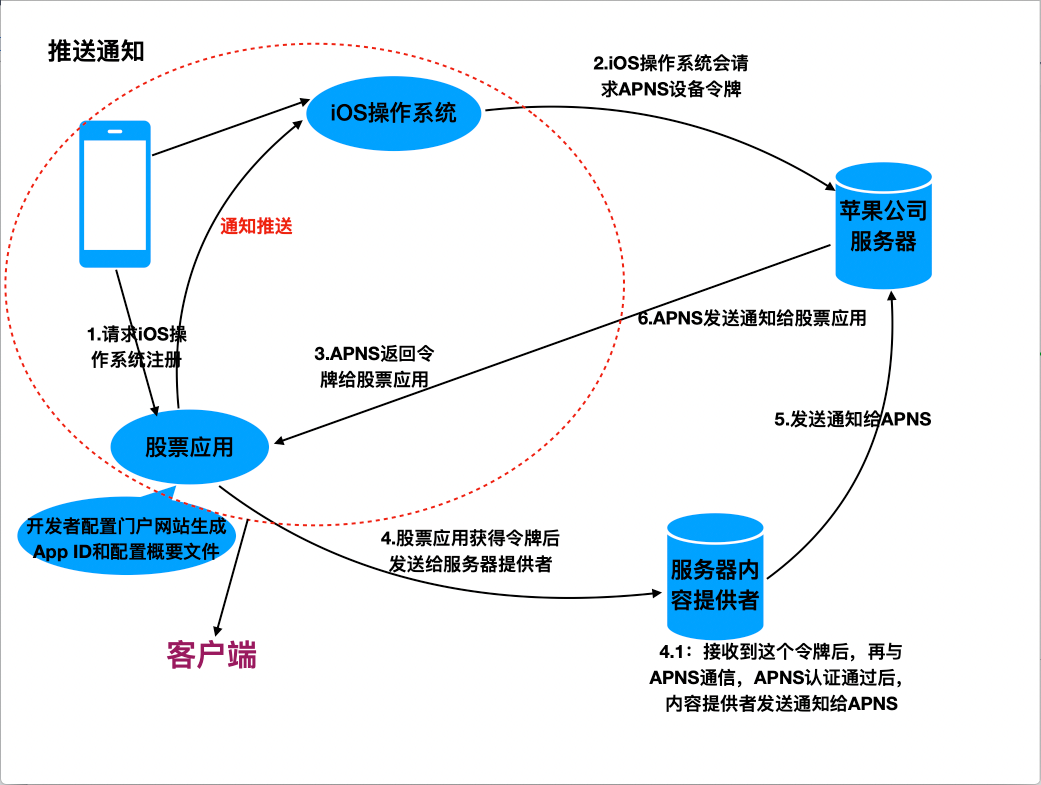 推送通知
iOS操作系统
2.iOS操作系统会请
求APNS设备令牌
苹果公司
服务器
通知推送
1.请求iOS操
作系统注册
6.APNS发送通知给股票应用
3.APNS返回令
牌给股票应用
5.发送通知给APNS
股票应用
开发者配置门户网站生成
App ID和配置概要文件
4.股票应用获得令牌后
发送给服务器提供者
服务器内
容提供者
客户端
4.1：接收到这个令牌后，再与
APNS通信，APNS认证通过后，
内容提供者发送通知给APNS